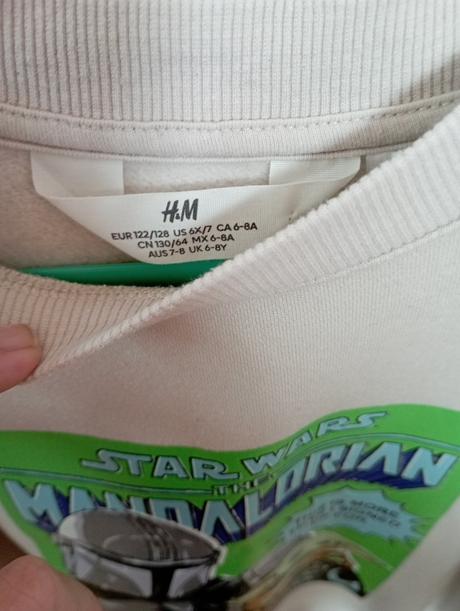 H&M
EUR 122/128 US 6X/7 CA 6-8A
CN 130/64 MX 6-8A
AUS 7-8 UK 6-8Y
STAR WARS
THE
MANDALORIAN